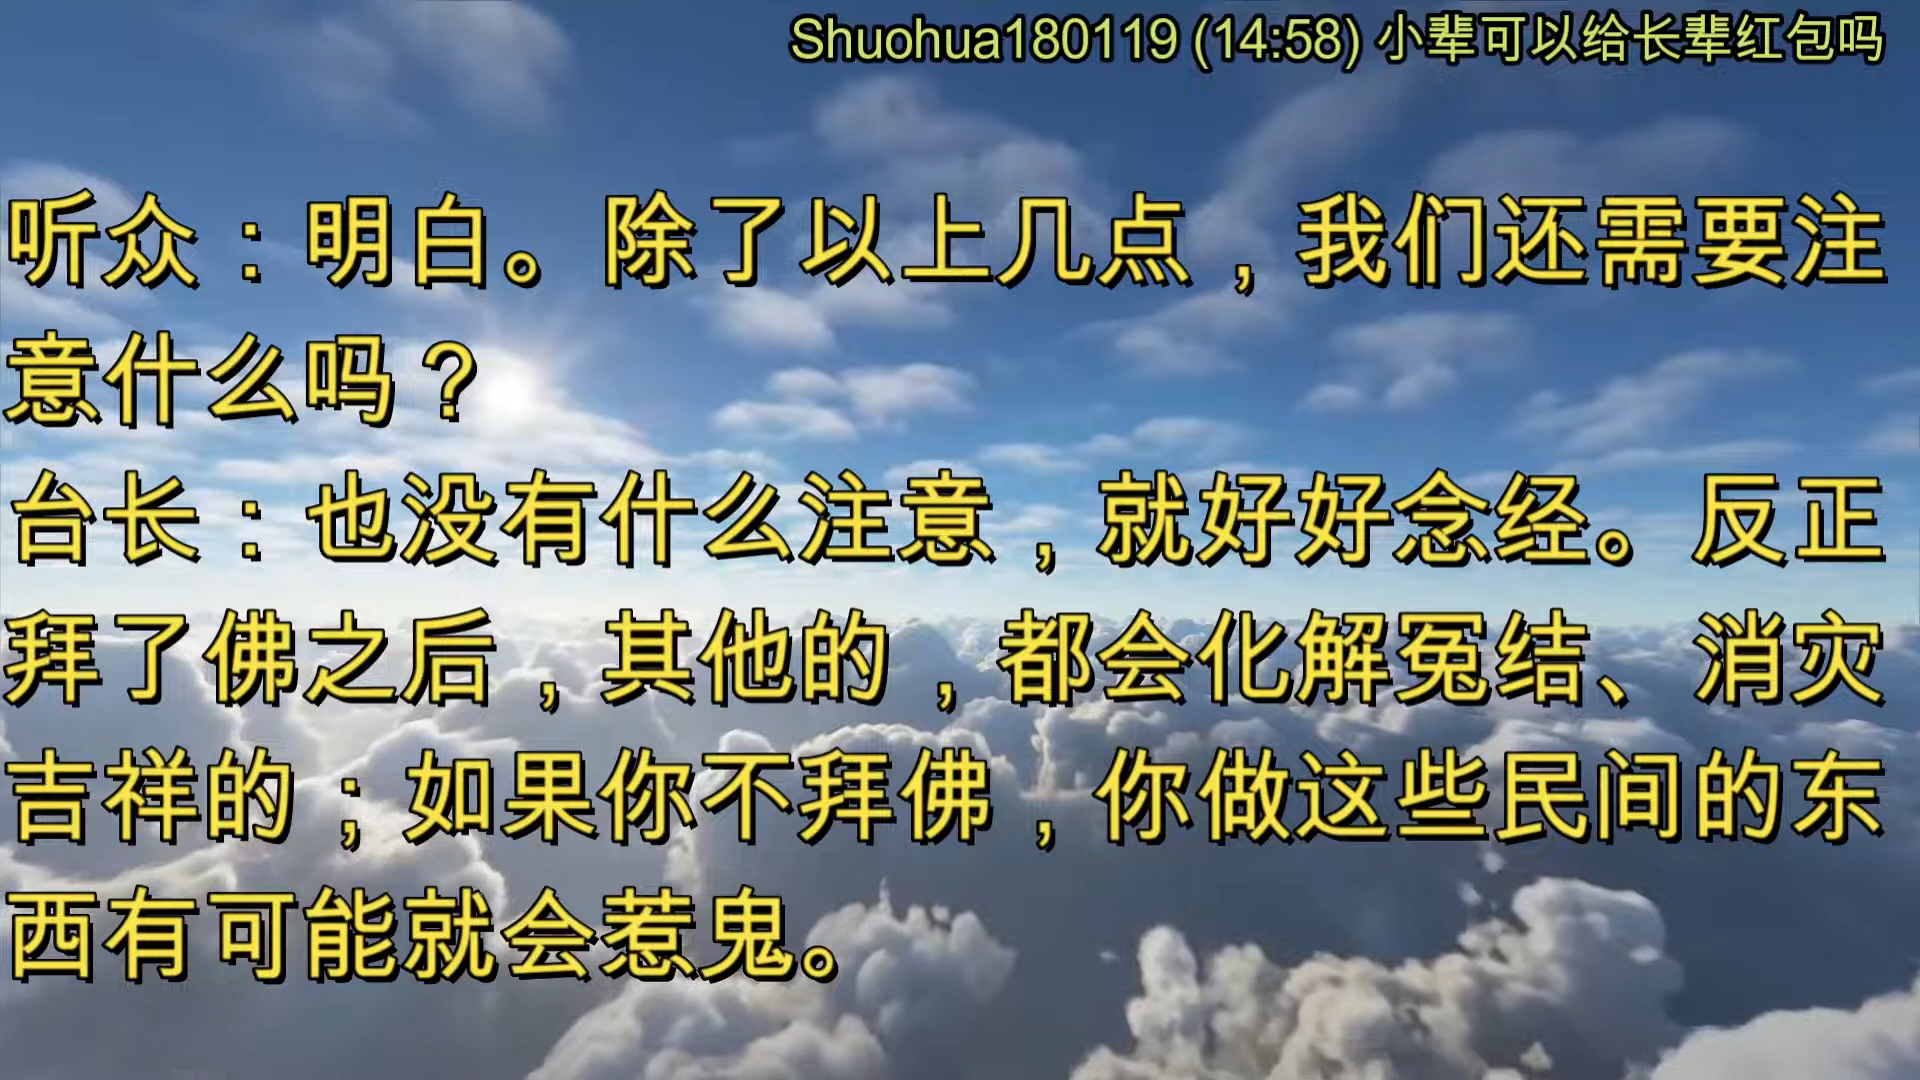 Shuohua180119 (14:58) 小辈可以给长辈红包吗
听众：明白。除了以上几点，我们还需要注
意什么吗？
台长：也没有什么注意，就好好念经。反正
拜了佛之后，其他的，都会化解冤结、消灾
吉祥的；如果你不拜佛，你做这些民间的东
西有可能就会惹鬼。